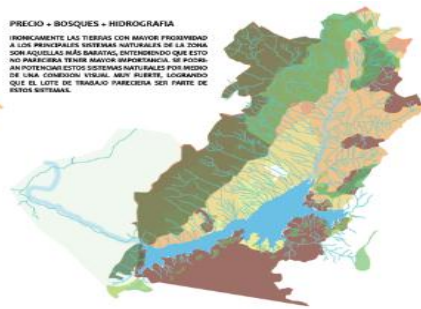 PRECIO + BOSQUES + HIDROGRAFIA
IRONICAMENTE LAS TIERRAS CON MAYOR PROXIMIDAD
A LOS PRINCIPALES SISTEMAS NATURALES DE LA ZONA
SON AQUELLAS MÁS BARATAS, ENTENDIENDO QUE ESTO
NO PARECIERA TENER MAYOR IMPORTANCIA. SE PODRI-
AN POTENCIAR ESTOS SISTEMAS NATURALES POR MEDIO
DE UNA CONEXION VISUAL MUY FUERTE, LOGRANDO
QUE EL LOTE DE TRABAJO PARECIERA SER PARTE DE
ESTOS SISTEMAS.